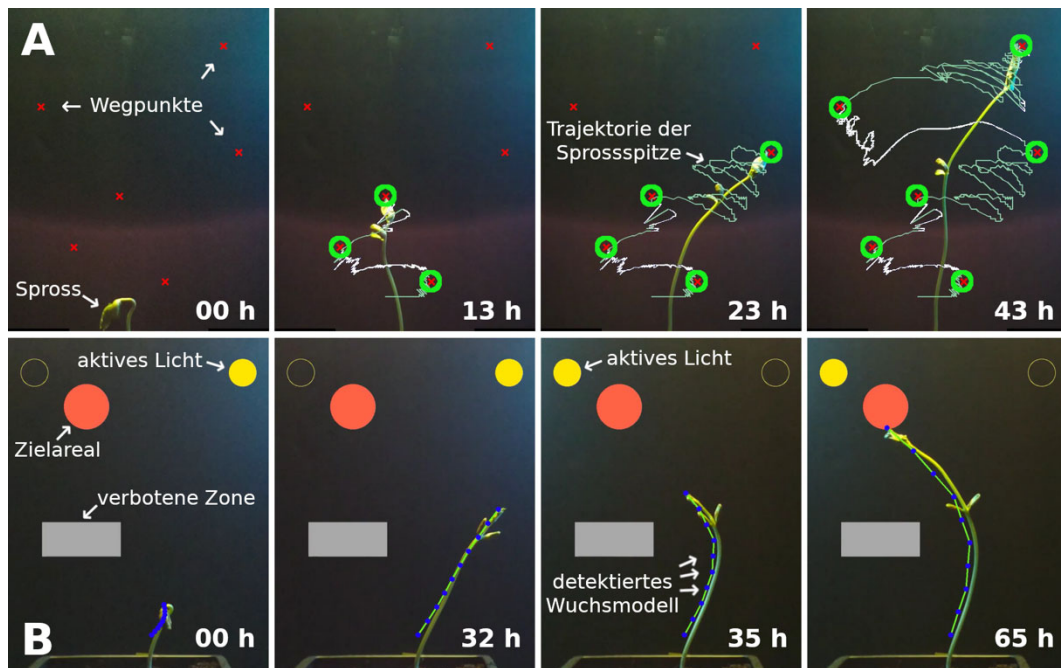 A
Wegpunkte
Spross
00 h
13 h
Trajektorie der
Sprossspitze
23 h
43 h
aktives Licht
Zielareal
verbotene Zone
B
00 h
32 h
aktives Licht
detektiertes
Wuchsmodell
35 h
65 h